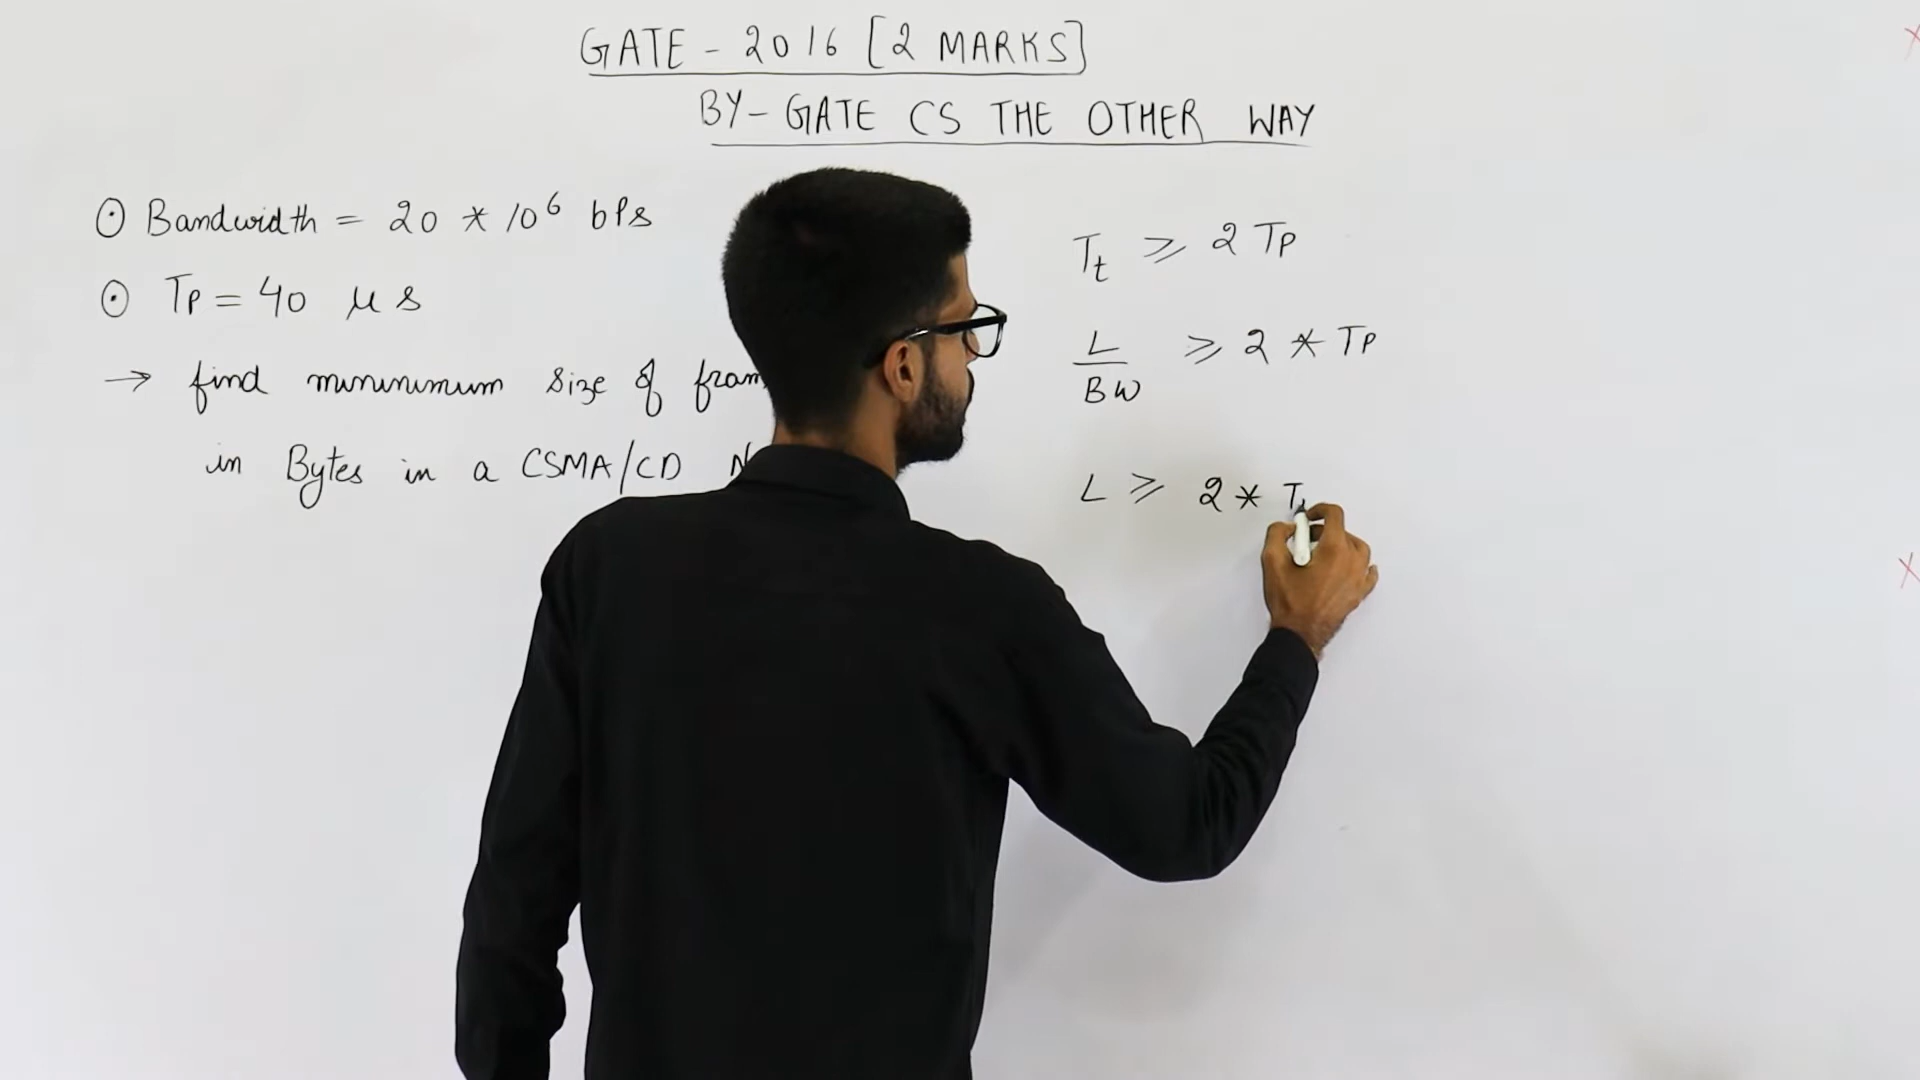 GATE - 2016 [2 MARKS]
BY - GATE CS THE OTHER WAY
⊙ Bandwidth = 20 * 10⁶ bps
⊙ Tp = 40 μs
→ find mininimum size of fram
in Bytes in a CSMA/CD N
Tt ≥ 2 Tp
L/BW ≥ 2 * Tp
L ≥ 2 * T